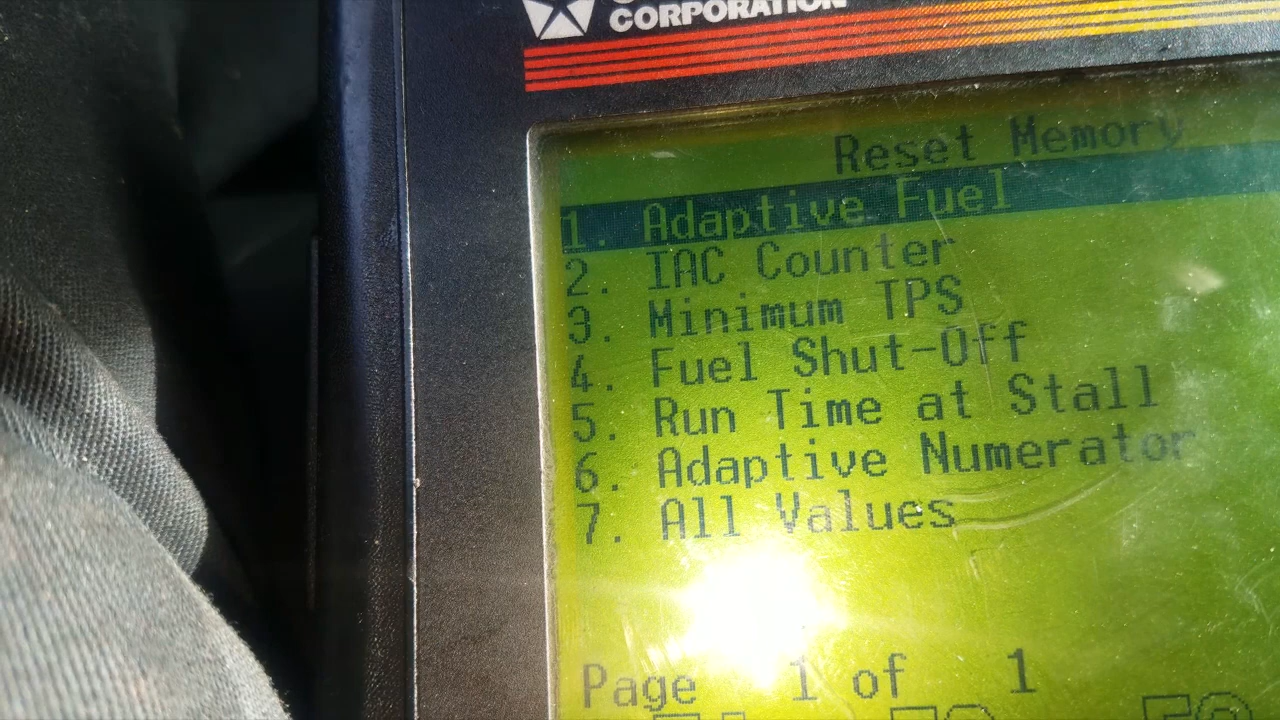 CORPORATION
Reset Memory
1. Adaptive Fuel
2. IAC Counter
3. Minimum TPS
4. Fuel Shut-Off
5. Run Time at Stall
6. Adaptive Numerator
7. All Values
Page 1 of 1